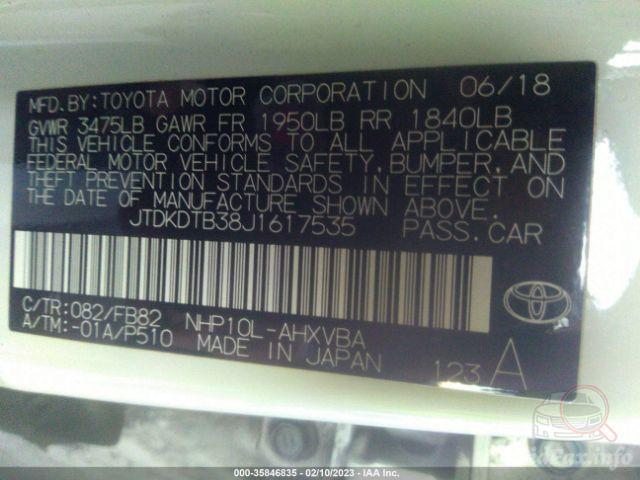 MFD.BY:TOYOTA MOTOR CORPORATION 06/18
GVWR 3475LB GAWR FR 1950LB RR 1840LB
THIS VEHICLE CONFORMS TO ALL APPLICABLE
FEDERAL MOTOR VEHICLE SAFETY, BUMPER, AND
THEFT PREVENTION STANDARDS IN EFFECT ON
THE DATE OF MANUFACTURE SHOWN ABOVE.
JTDKDTB38J1617535 PASS.CAR
C/TR:082/FB82 NHP10L-AHXVBA
A/TM:-01A/P510 MADE IN JAPAN
123 A
000-35846835 - 02/10/2023 - IAA Inc.